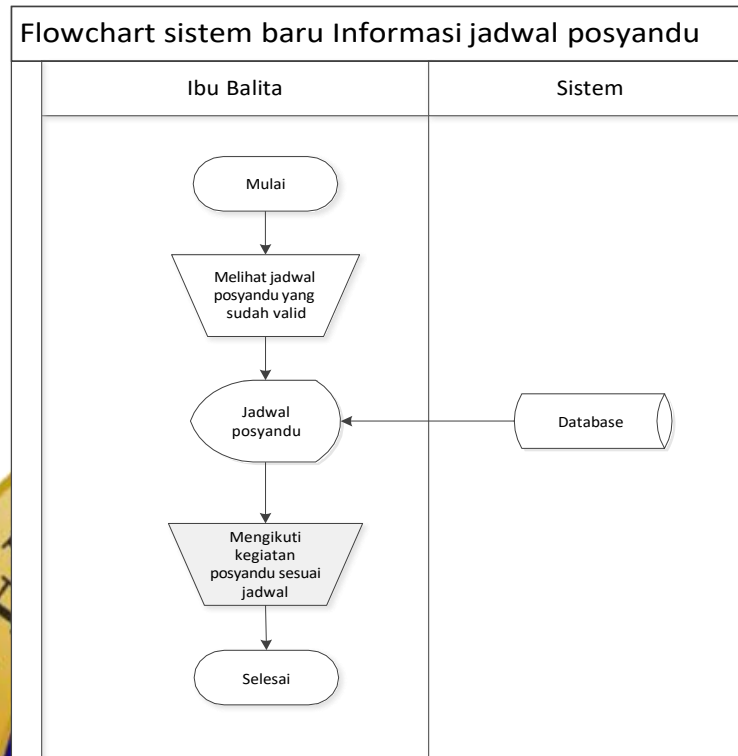 Flowchart sistem baru Informasi jadwal posyandu
Ibu Balita
Sistem
Mulai
Melihat jadwal
posyandu yang
sudah valid
Jadwal
posyandu
Database
Mengikuti
kegiatan
posyandu sesuai
jadwal
Selesai